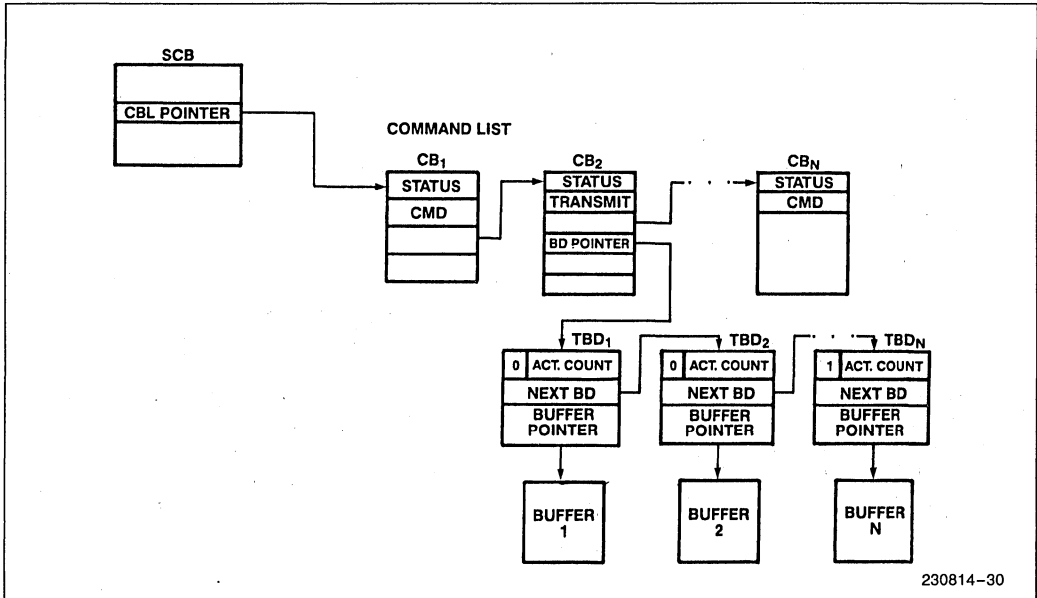 SCB
CBL POINTER
COMMAND LIST
CB₁
STATUS
CMD
CB₂
STATUS
TRANSMIT
BD POINTER
CB_N
STATUS
CMD
TBD₁
0 ACT. COUNT
NEXT BD
BUFFER
POINTER
TBD₂
0 ACT. COUNT
NEXT BD
BUFFER
POINTER
TBD_N
1 ACT. COUNT
NEXT BD
BUFFER
POINTER
BUFFER
1
BUFFER
2
BUFFER
N
230814–30